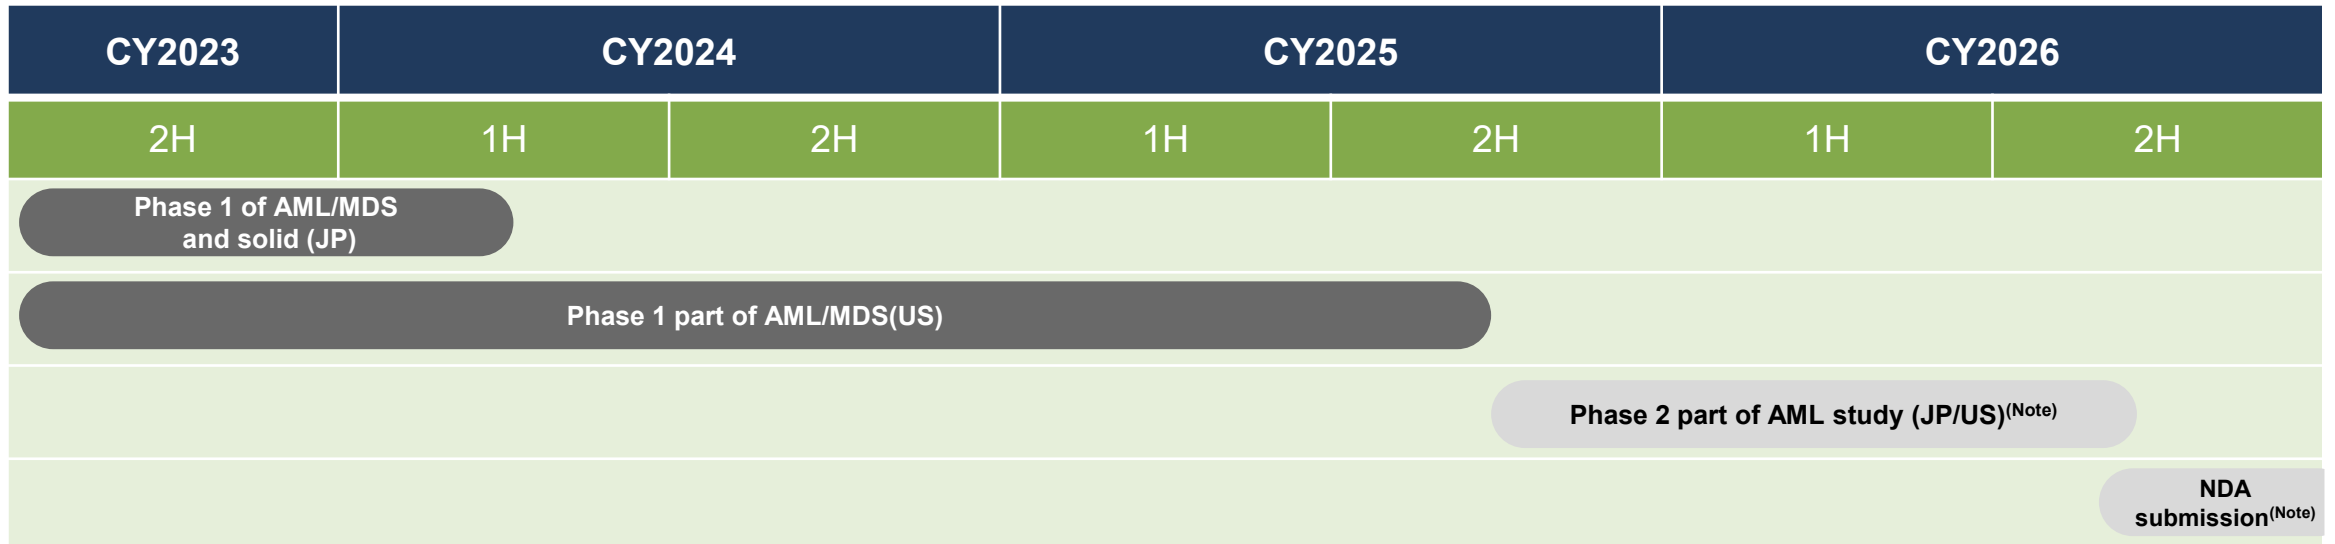 CY2023 CY2024 CY2025 CY2026
2H 1H 2H 1H 2H 1H 2H
Phase 1 of AML/MDS
and solid (JP)
Phase 1 part of AML/MDS(US)
Phase 2 part of AML study (JP/US)(Note)
NDA
submission(Note)